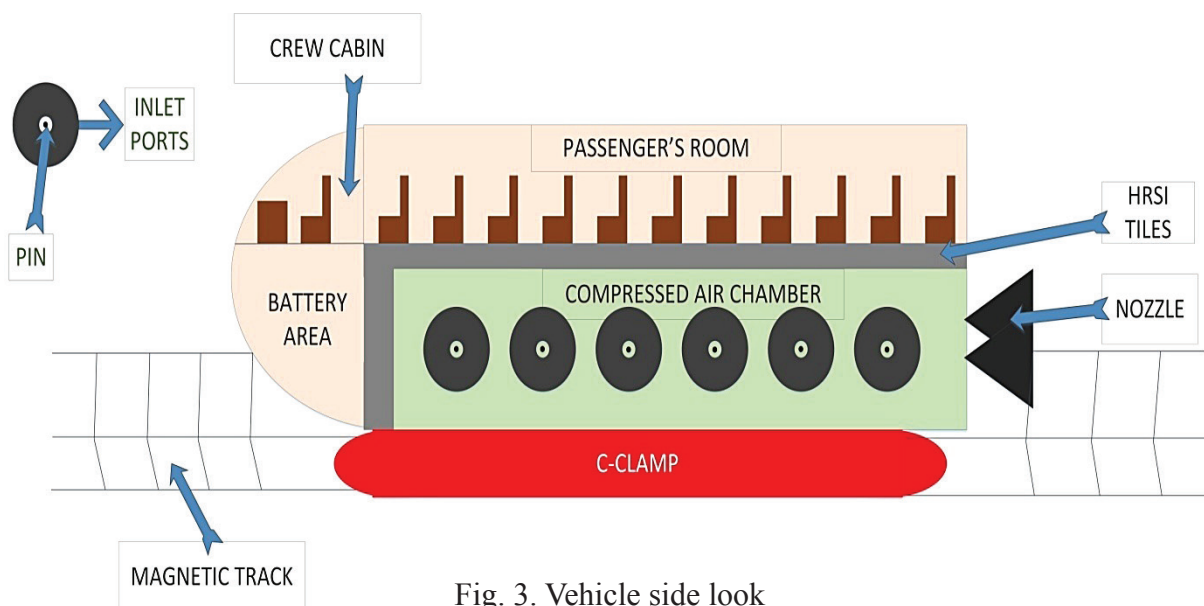 CREW CABIN
INLET
PORTS
PASSENGER'S ROOM
HRSI
TILES
PIN
BATTERY
AREA
COMPRESSED AIR CHAMBER
NOZZLE
C-CLAMP
MAGNETIC TRACK
Fig. 3. Vehicle side look